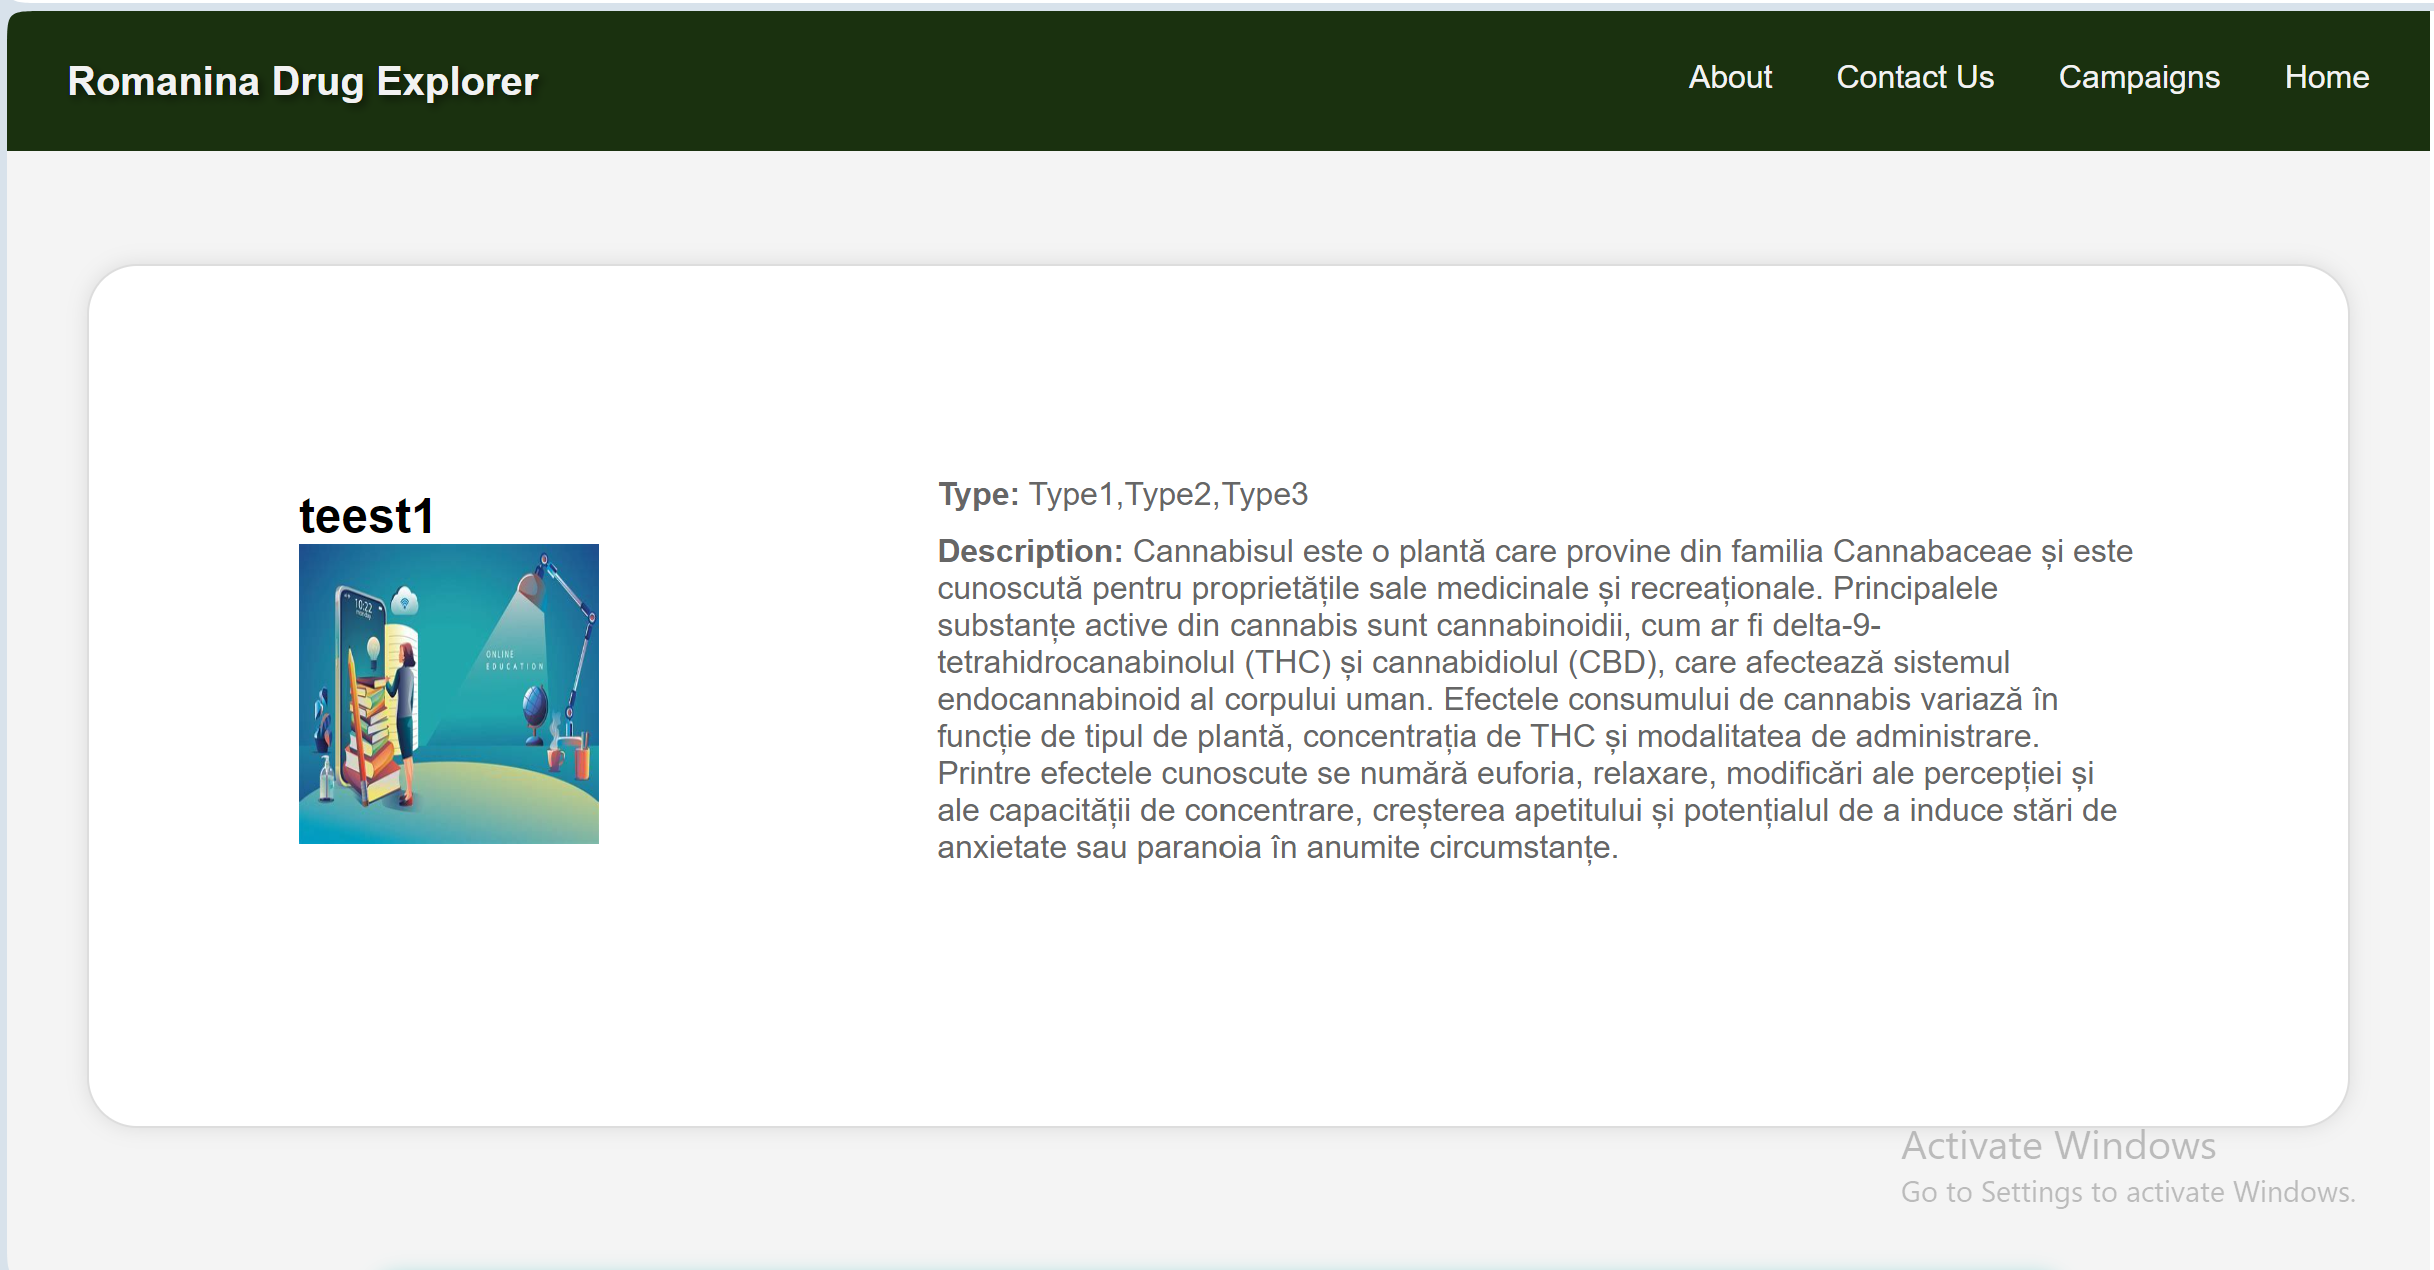 Romanina Drug Explorer
About Contact Us Campaigns Home
teest1
10:22
ONLINE
EDUCATION
Type: Type1,Type2,Type3
Description: Cannabisul este o plantă care provine din familia Cannabaceae și este
cunoscută pentru proprietățile sale medicinale și recreaționale. Principalele
substanțe active din cannabis sunt cannabinoidii, cum ar fi delta-9-
tetrahidrocanabinolul (THC) și cannabidiolul (CBD), care afectează sistemul
endocannabinoid al corpului uman. Efectele consumului de cannabis variază în
funcție de tipul de plantă, concentrația de THC și modalitatea de administrare.
Printre efectele cunoscute se numără euforia, relaxare, modificări ale percepției și
ale capacității de concentrare, creșterea apetitului și potențialul de a induce stări de
anxietate sau paranoia în anumite circumstanțe.
Activate Windows
Go to Settings to activate Windows.